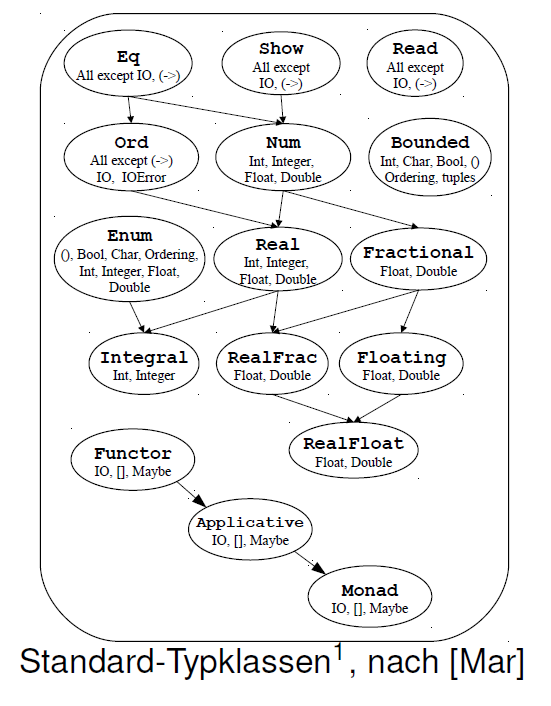 Eq
All except IO, (->)
Show
All except
IO, (->)
Read
All except
IO, (->)
Ord
All except (->)
IO, IOError
Num
Int, Integer,
Float, Double
Bounded
Int, Char, Bool, ()
Ordering, tuples
Enum
(), Bool, Char, Ordering,
Int, Integer, Float,
Double
Real
Int, Integer,
Float, Double
Fractional
Float, Double
Integral
Int, Integer
RealFrac
Float, Double
Floating
Float, Double
RealFloat
Float, Double
Functor
IO, [], Maybe
Applicative
IO, [], Maybe
Monad
IO, [], Maybe
Standard-Typklassen¹, nach [Mar]